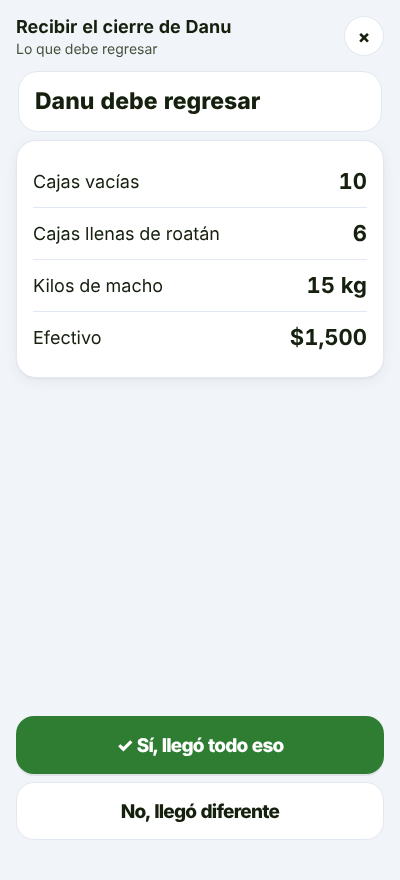 Recibir el cierre de Danu
Lo que debe regresar
×
Danu debe regresar
Cajas vacías 10
Cajas llenas de roatán 6
Kilos de macho 15 kg
Efectivo $1,500
✓ Sí, llegó todo eso
No, llegó diferente